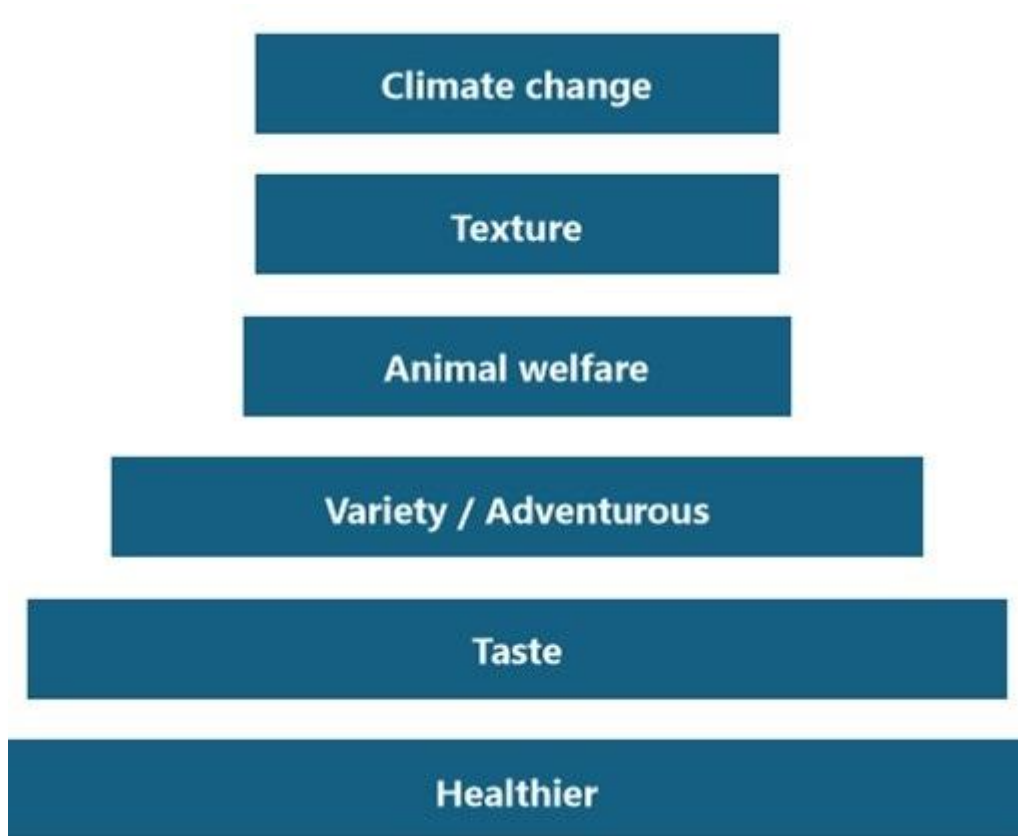 Climate change
Texture
Animal welfare
Variety / Adventurous
Taste
Healthier